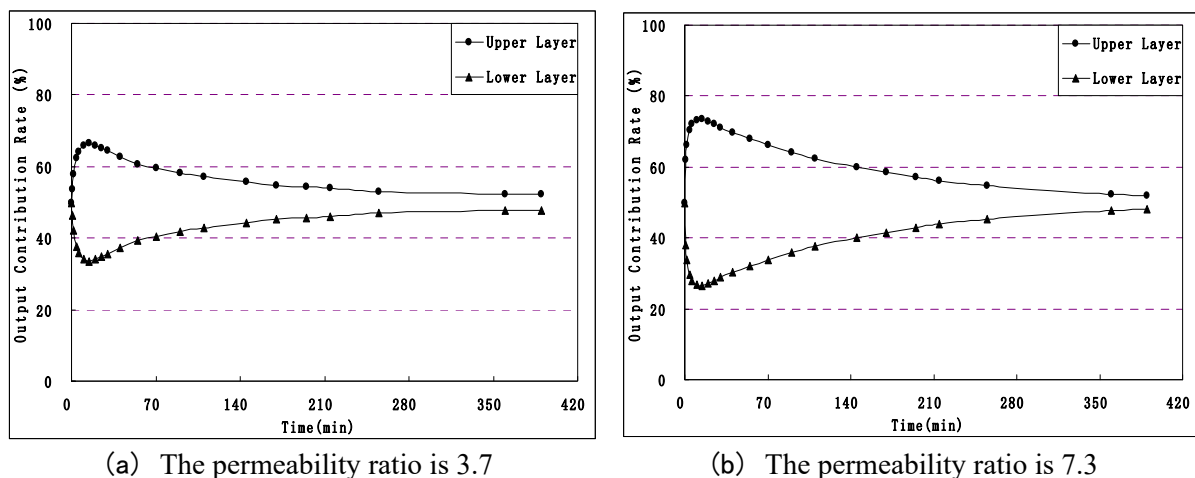 100
80
60
40
20
0
Output Contribution Rate (%)
Upper Layer
Lower Layer
0 70 140 210 280 350 420
Time(min)
(a) The permeability ratio is 3.7
100
80
60
40
20
0
Output Contribution Rate (%)
Upper Layer
Lower Layer
0 70 140 210 280 350 420
Time(min)
(b) The permeability ratio is 7.3